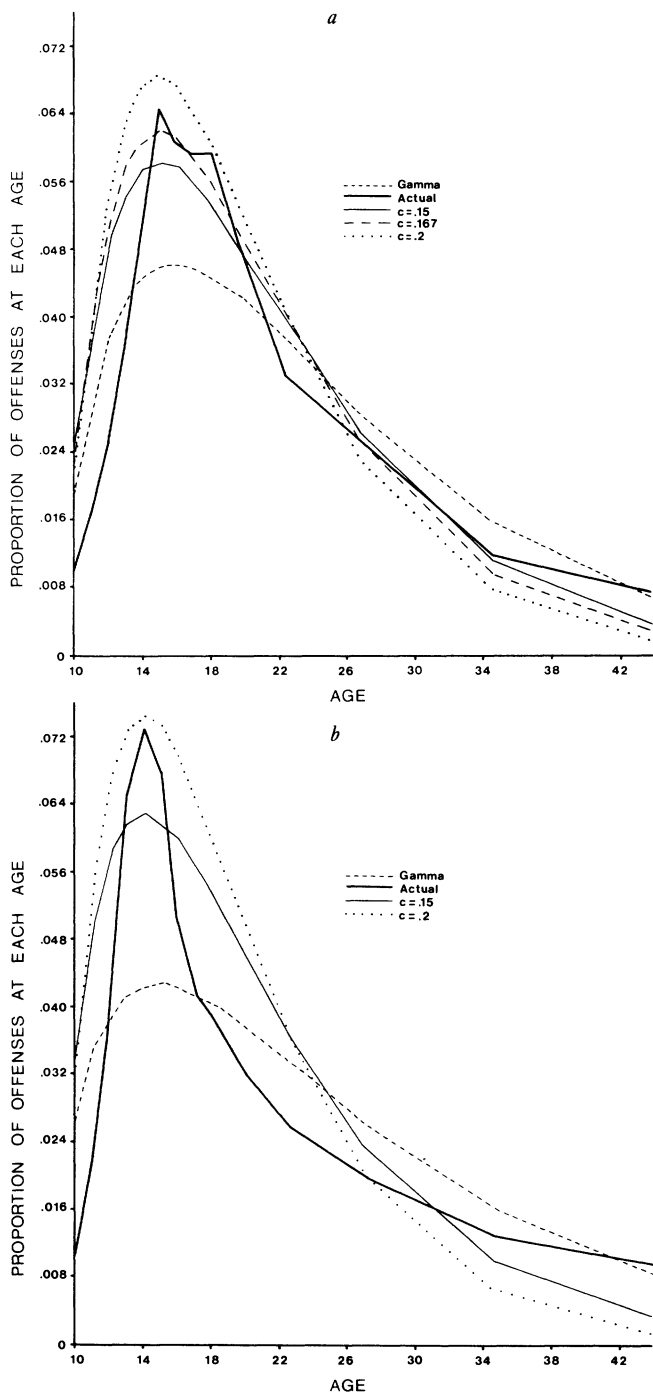 a
.072
.064
.056
.048
.040
.032
.024
.016
.008
0
PROPORTION OF OFFENSES AT EACH AGE
Gamma
Actual
c=.15
c=.167
c=.2
10 14 18 22 26 30 34 38 42
AGE
b
.072
.064
.056
.048
.040
.032
.024
.016
.008
0
PROPORTION OF OFFENSES AT EACH AGE
Gamma
Actual
c=.15
c=.2
10 14 18 22 26 30 34 38 42
AGE